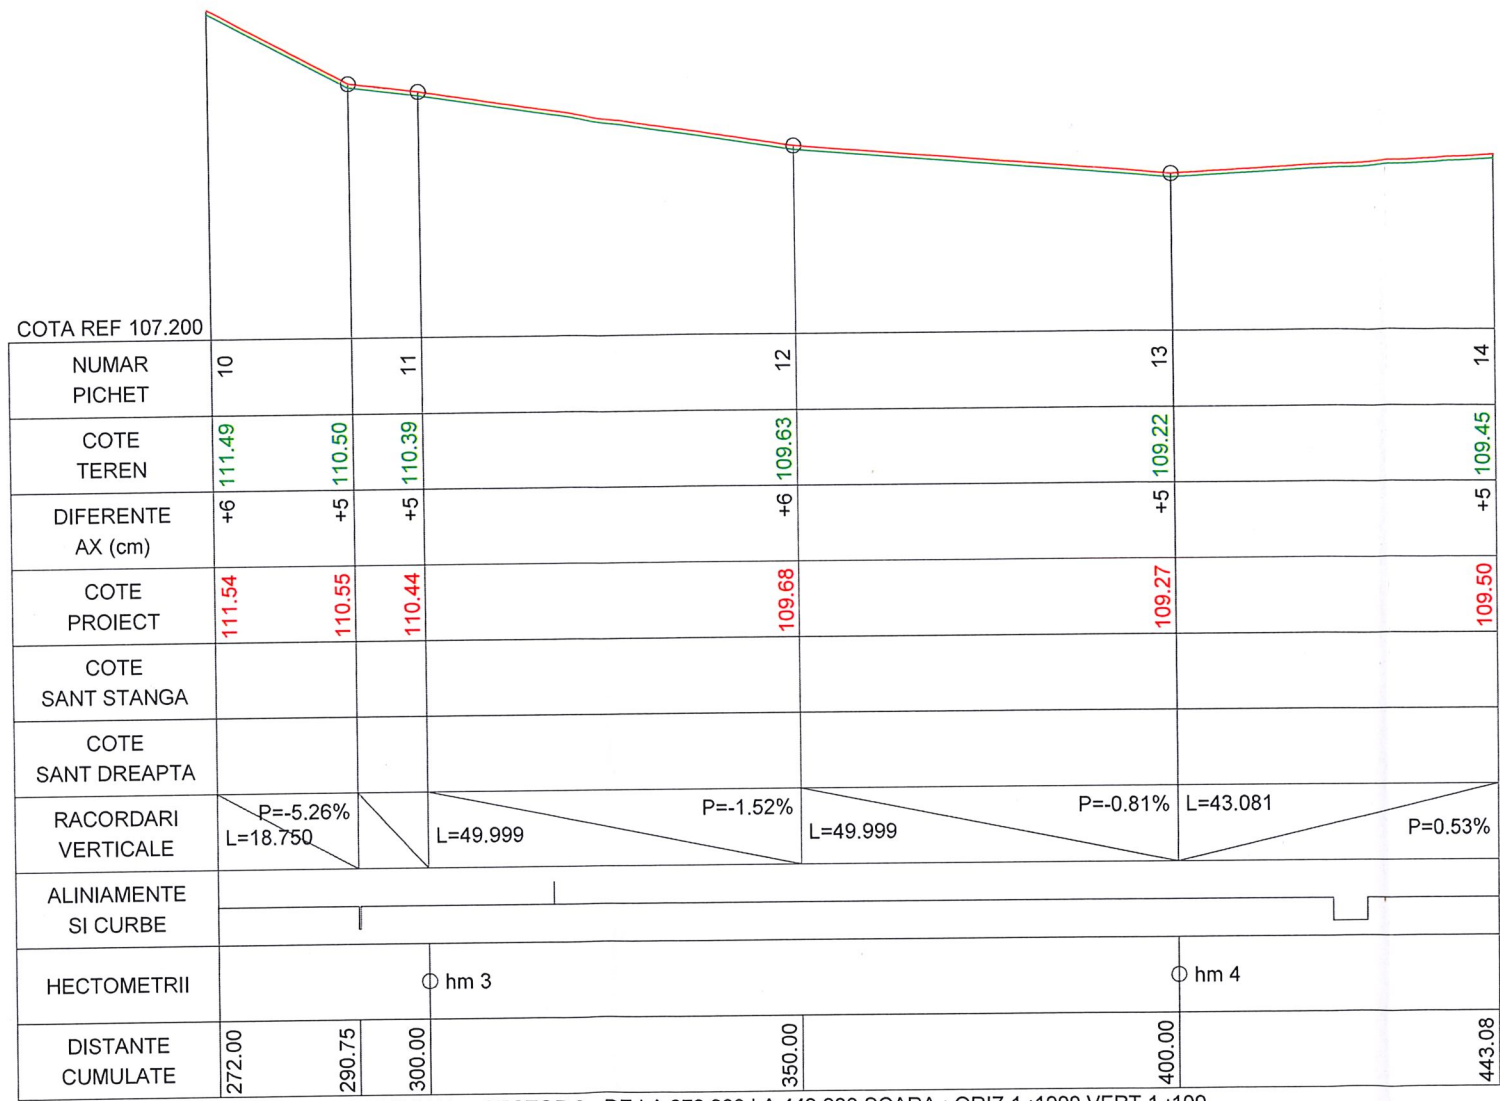 COTA REF 107.200
NUMAR
PICHET
10
11
12
13
14
COTE
TEREN
111.49
110.50
110.39
109.63
109.22
109.45
DIFERENTE
AX (cm)
+6
+5
+5
+6
+5
+5
COTE
PROIECT
111.54
110.55
110.44
109.68
109.27
109.50
COTE
SANT STANGA
COTE
SANT DREAPTA
RACORDARI
VERTICALE
P=-5.26%
L=18.750
L=49.999
P=-1.52%
L=49.999
P=-0.81%
L=43.081
P=0.53%
ALINIAMENTE
SI CURBE
HECTOMETRII
hm 3
hm 4
DISTANTE
CUMULATE
272.00
290.75
300.00
350.00
400.00
443.08